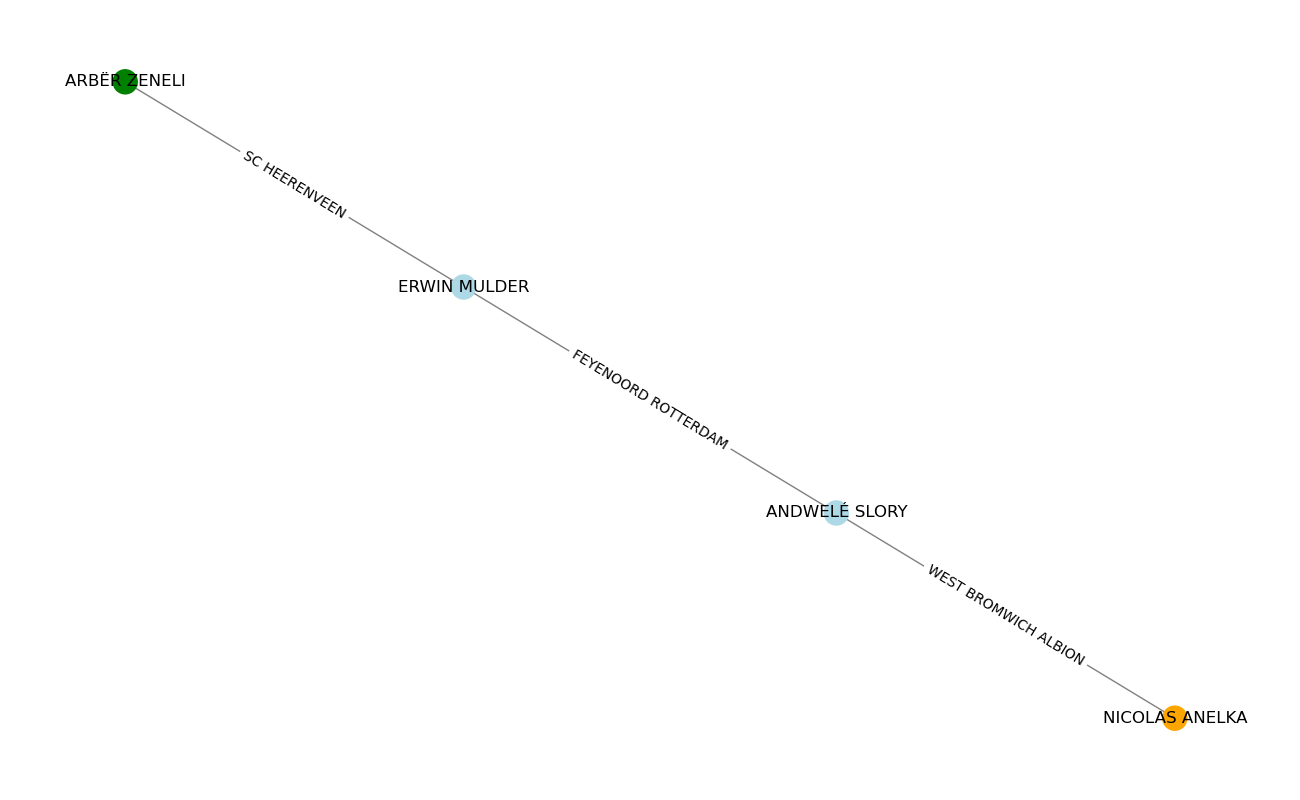 ARBËR ZENELI
SC HEERENVEEN
ERWIN MULDER
FEYENOORD ROTTERDAM
ANDWELÉ SLORY
WEST BROMWICH ALBION
NICOLAS ANELKA